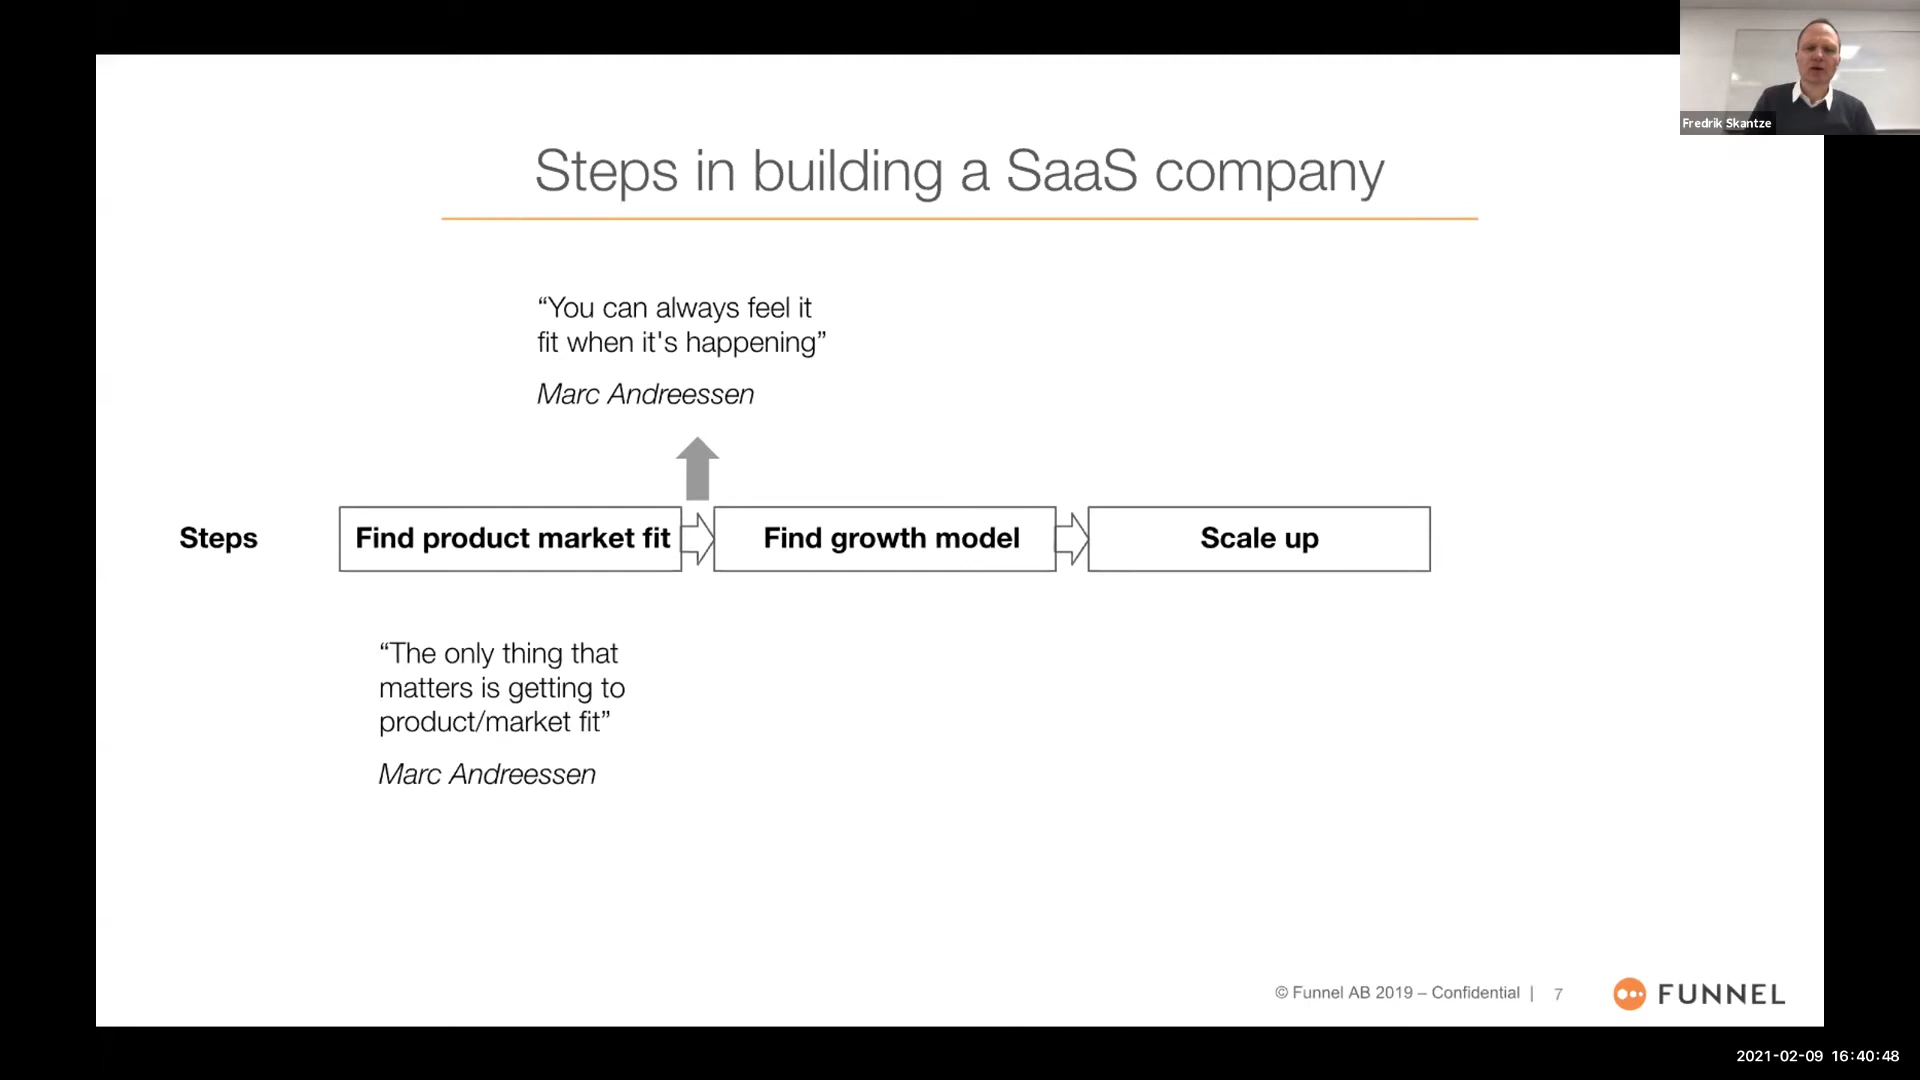 Fredrik Skantze
Steps in building a SaaS company
“You can always feel it
fit when it's happening”
Marc Andreessen
Steps
Find product market fit
Find growth model
Scale up
“The only thing that
matters is getting to
product/market fit”
Marc Andreessen
© Funnel AB 2019 – Confidential | 7
FUNNEL
2021-02-09 16:40:48